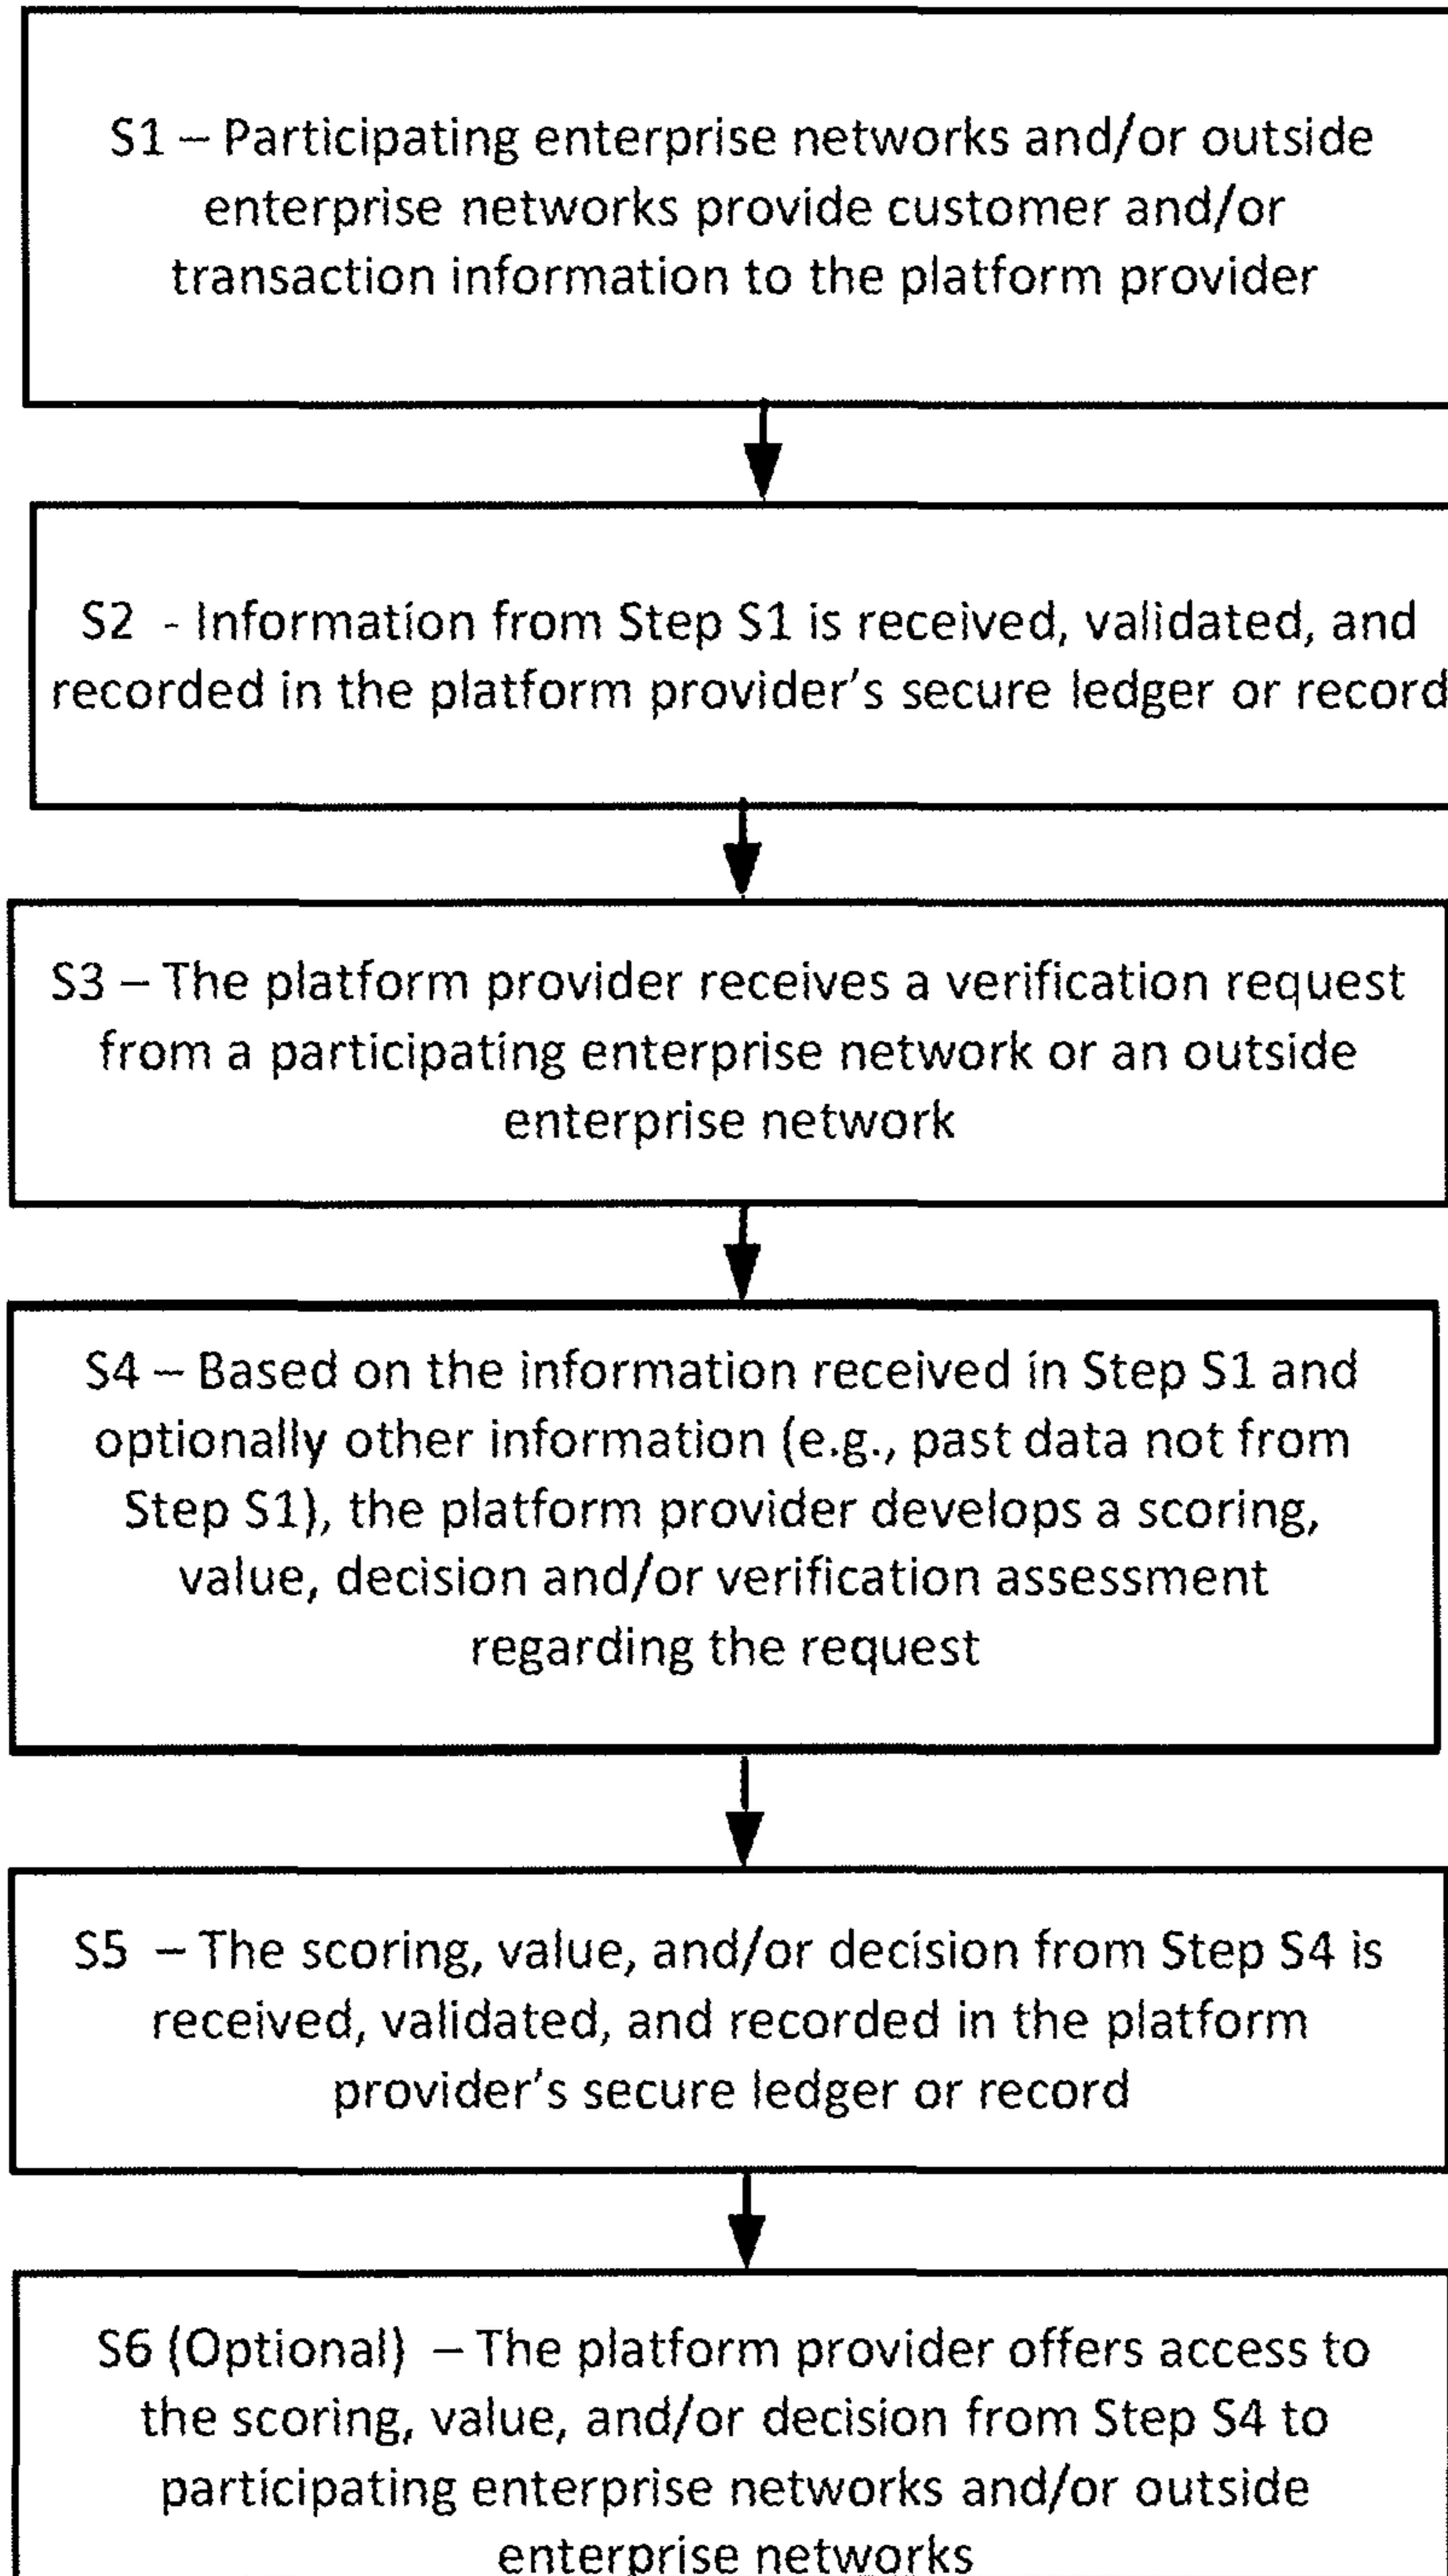 S1 – Participating enterprise networks and/or outside
enterprise networks provide customer and/or
transaction information to the platform provider
S2 - Information from Step S1 is received, validated, and
recorded in the platform provider's secure ledger or record
S3 – The platform provider receives a verification request
from a participating enterprise network or an outside
enterprise network
S4 – Based on the information received in Step S1 and
optionally other information (e.g., past data not from
Step S1), the platform provider develops a scoring,
value, decision and/or verification assessment
regarding the request
S5 – The scoring, value, and/or decision from Step S4 is
received, validated, and recorded in the platform
provider's secure ledger or record
S6 (Optional) – The platform provider offers access to
the scoring, value, and/or decision from Step S4 to
participating enterprise networks and/or outside
enterprise networks